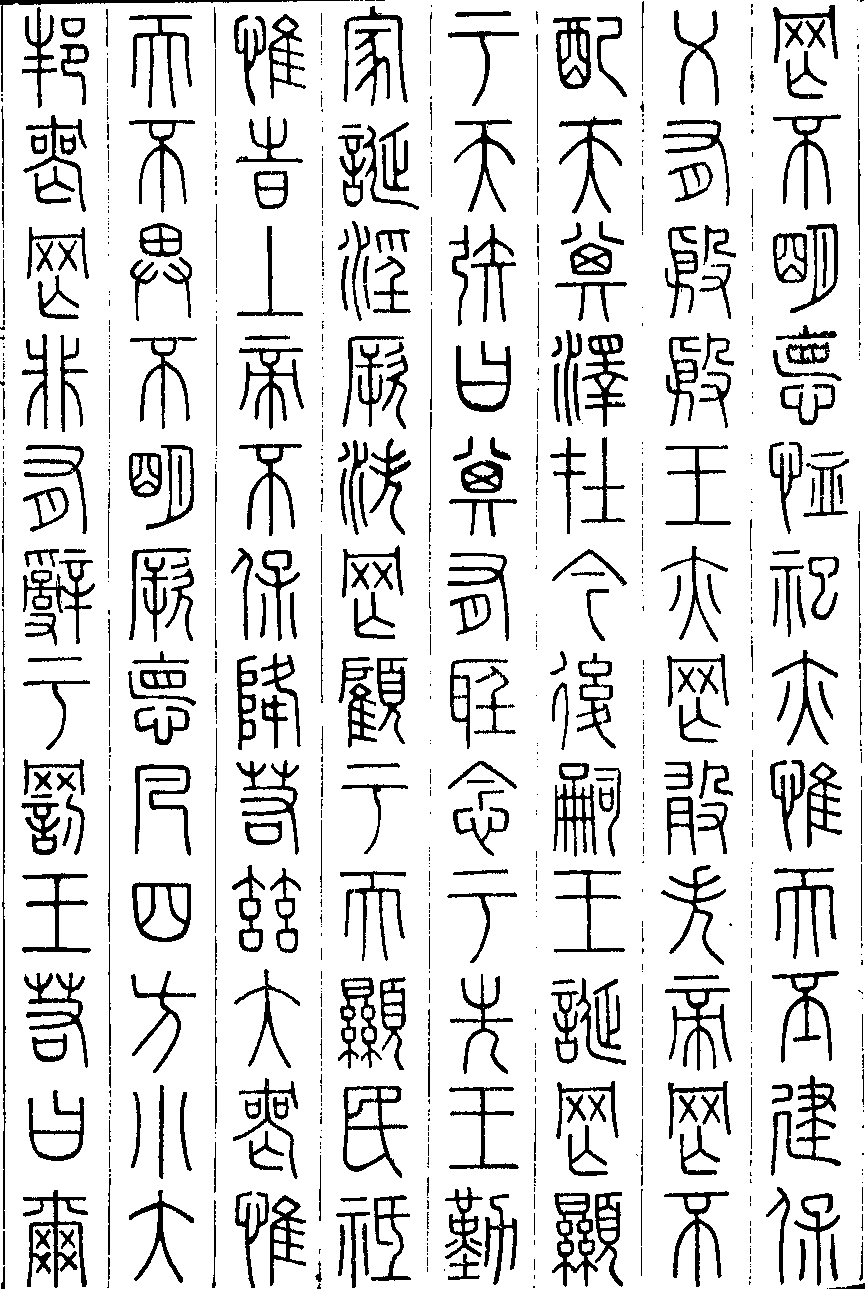 罔不明悳恤祀亦惟天丕建保
乂有殷殷王亦罔敢失帝罔不
配天其澤在今後嗣王誕罔顯
于天矧曰其有聽念于先王勤
家誕淫厥泆罔顧于天顯民祗
惟時上帝不保降若茲大喪惟
天不畀不明厥悳凡四方小大
邦喪罔非有辭于罰王若曰爾